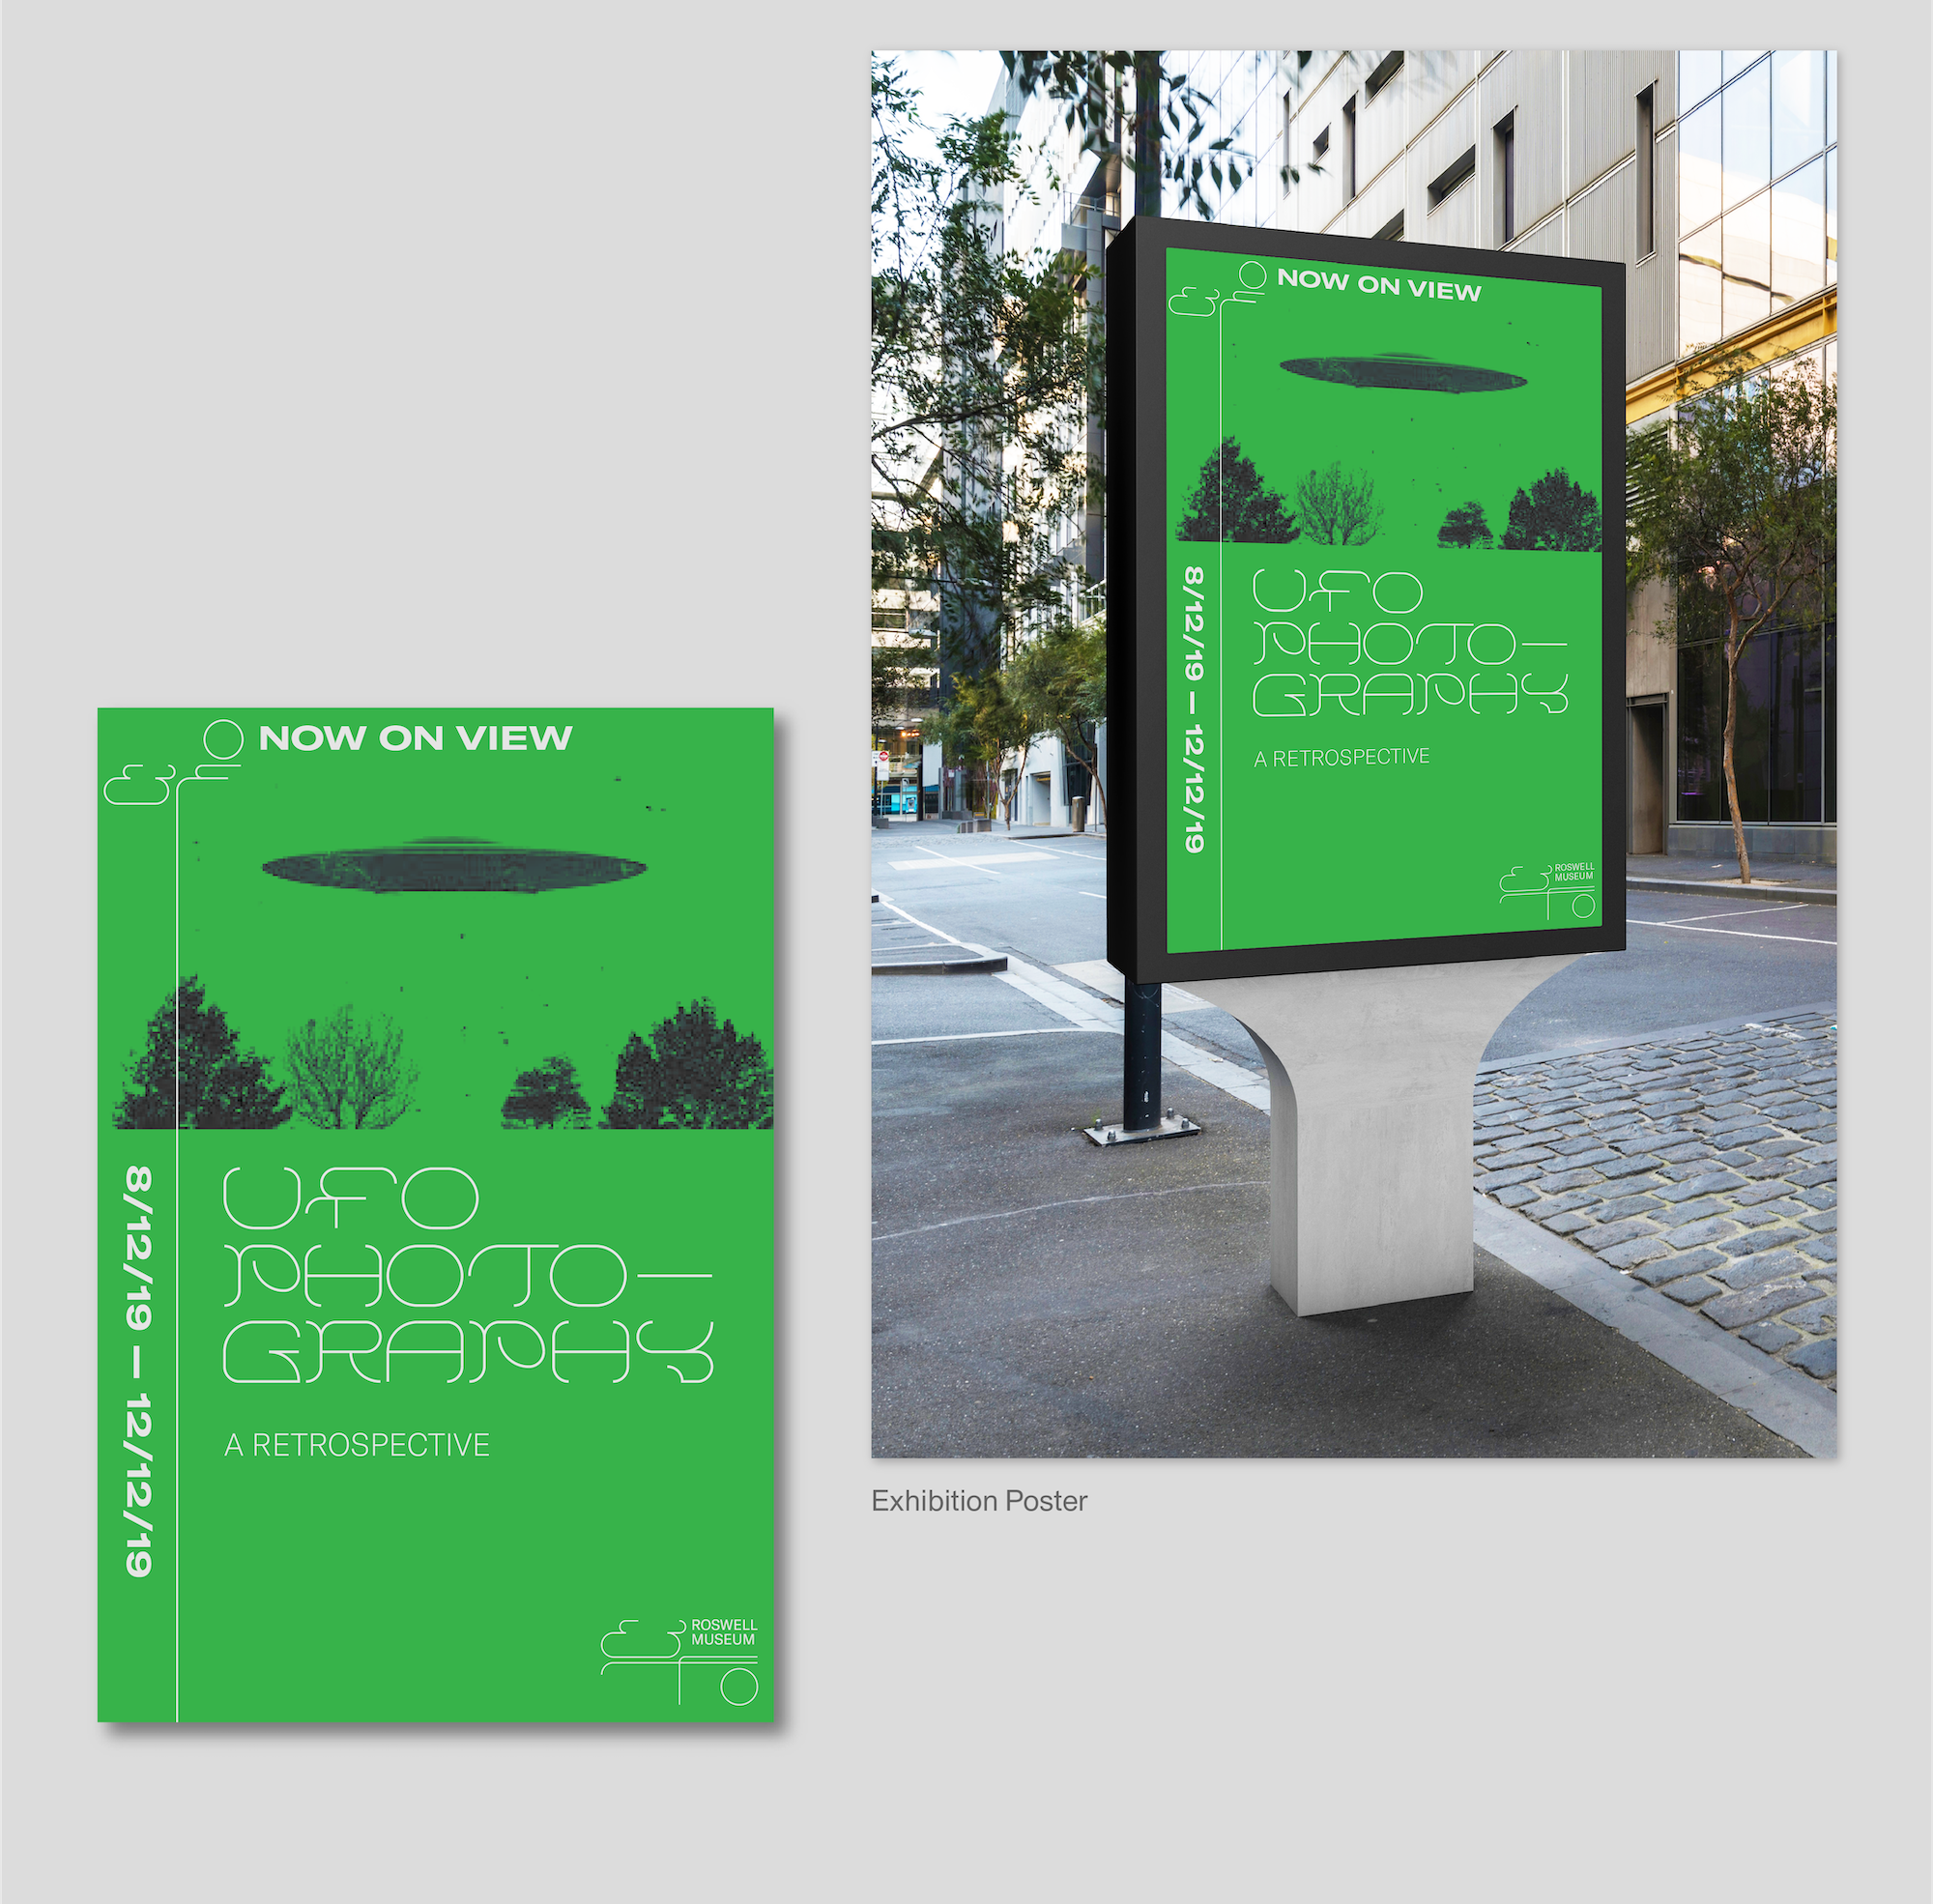 NOW ON VIEW
8/12/19 — 12/12/19
UFO
PHOTO—
GRAPHY
A RETROSPECTIVE
ROSWELL
MUSEUM
NOW ON VIEW
8/12/19 — 12/12/19
UFO
PHOTO—
GRAPHY
A RETROSPECTIVE
ROSWELL
MUSEUM
Exhibition Poster